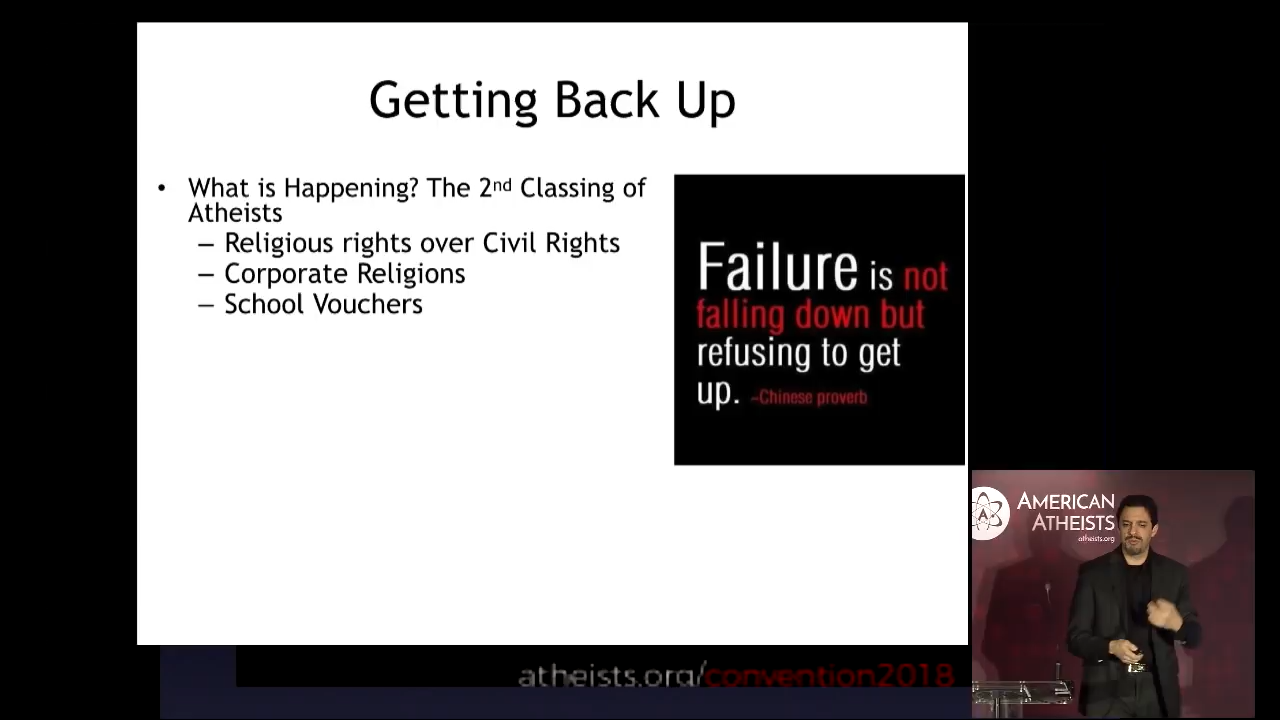 Getting Back Up
• What is Happening? The 2nd Classing of
Atheists
– Religious rights over Civil Rights
– Corporate Religions
– School Vouchers
Failure is not
falling down but
refusing to get
up. –Chinese proverb
A
AMERICAN
ATHEISTS
atheists.org
atheists.org/convention2018